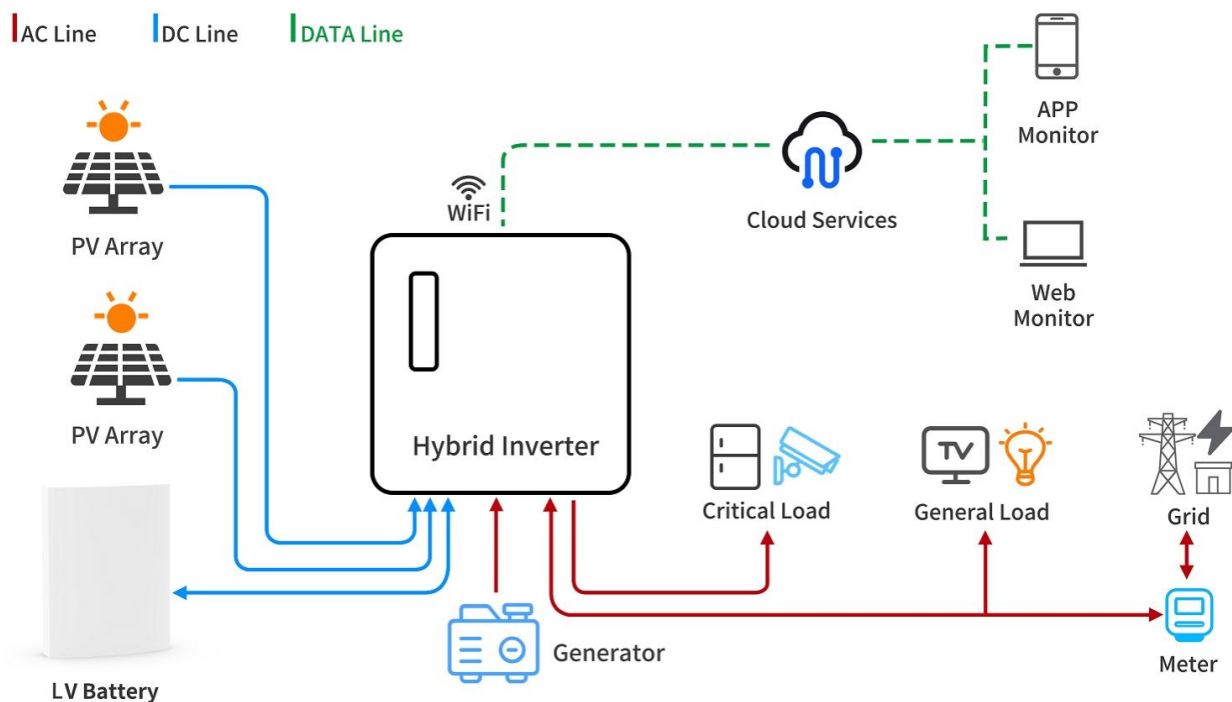 AC Line
DC Line
DATA Line
PV Array
PV Array
LV Battery
WiFi
Hybrid Inverter
Generator
Cloud Services
APP
Monitor
Web
Monitor
Critical Load
TV
General Load
Grid
Meter